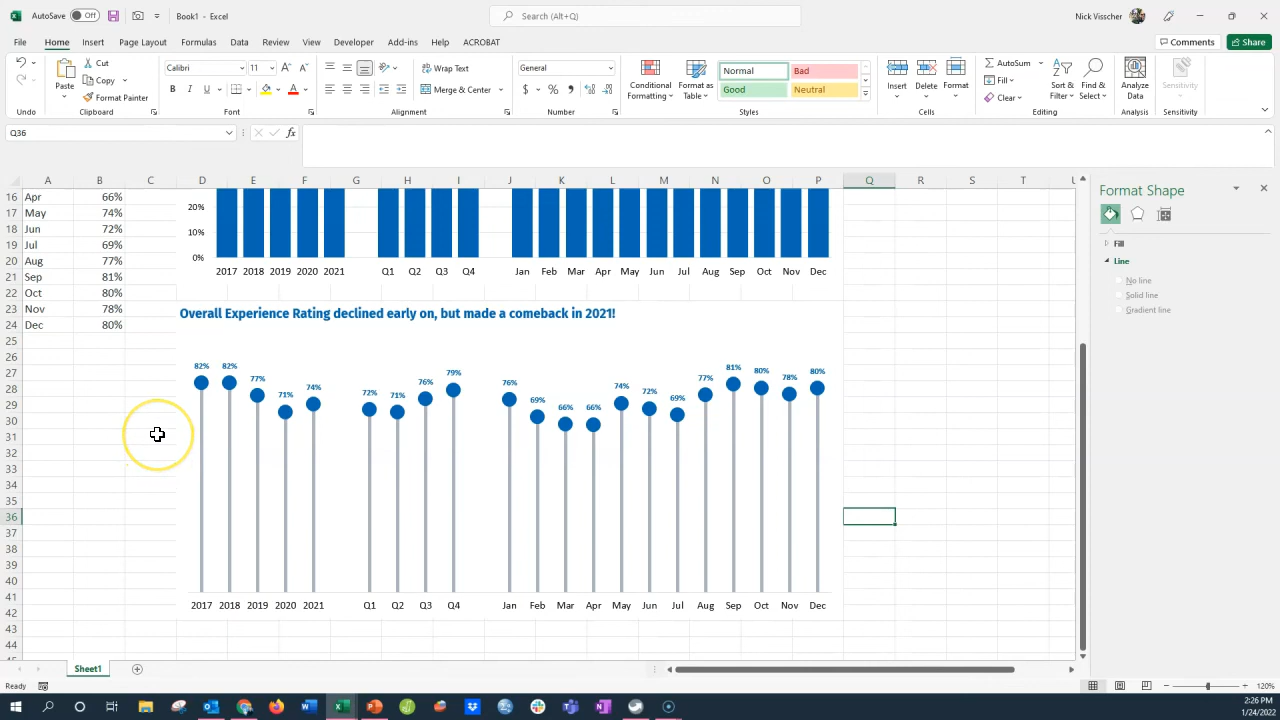 AutoSave Off Book1 - Excel Search (Alt+Q) Nick Visscher
File Home Insert Page Layout Formulas Data Review View Developer Add-ins Help ACROBAT Comments Share
Paste Cut Copy Format Painter Calibri 11 Wrap Text General Conditional Formatting Format as Table Normal Bad Insert Delete Format AutoSum Sort & Filter Find & Select Analyze Data Sensitivity
B I U A Merge & Center $ % Good Neutral Fill Clear
Undo Clipboard Font Alignment Number Styles Cells Editing Analysis Sensitivity
Q36 fx
A B C D E F G H I J K L M N O P Q R S T U
Format Shape
Fill
Line
No line
Solid line
Gradient line
16 Apr 66%
17 May 74%
18 Jun 72%
19 Jul 69%
20 Aug 77%
21 Sep 81%
22 Oct 80%
23 Nov 78%
24 Dec 80%
25
26
27
28
29
30
31
32
33
34
35
36
37
38
39
40
41
42
43
44
45
20%
10%
0%
2017 2018 2019 2020 2021 Q1 Q2 Q3 Q4 Jan Feb Mar Apr May Jun Jul Aug Sep Oct Nov Dec
Overall Experience Rating declined early on, but made a comeback in 2021!
82% 82% 77% 71% 74% 72% 71% 76% 79% 76% 69% 66% 66% 74% 72% 69% 77% 81% 80% 78% 80%
2017 2018 2019 2020 2021 Q1 Q2 Q3 Q4 Jan Feb Mar Apr May Jun Jul Aug Sep Oct Nov Dec
Sheet1
Ready 120%
2:26 PM
1/24/2022